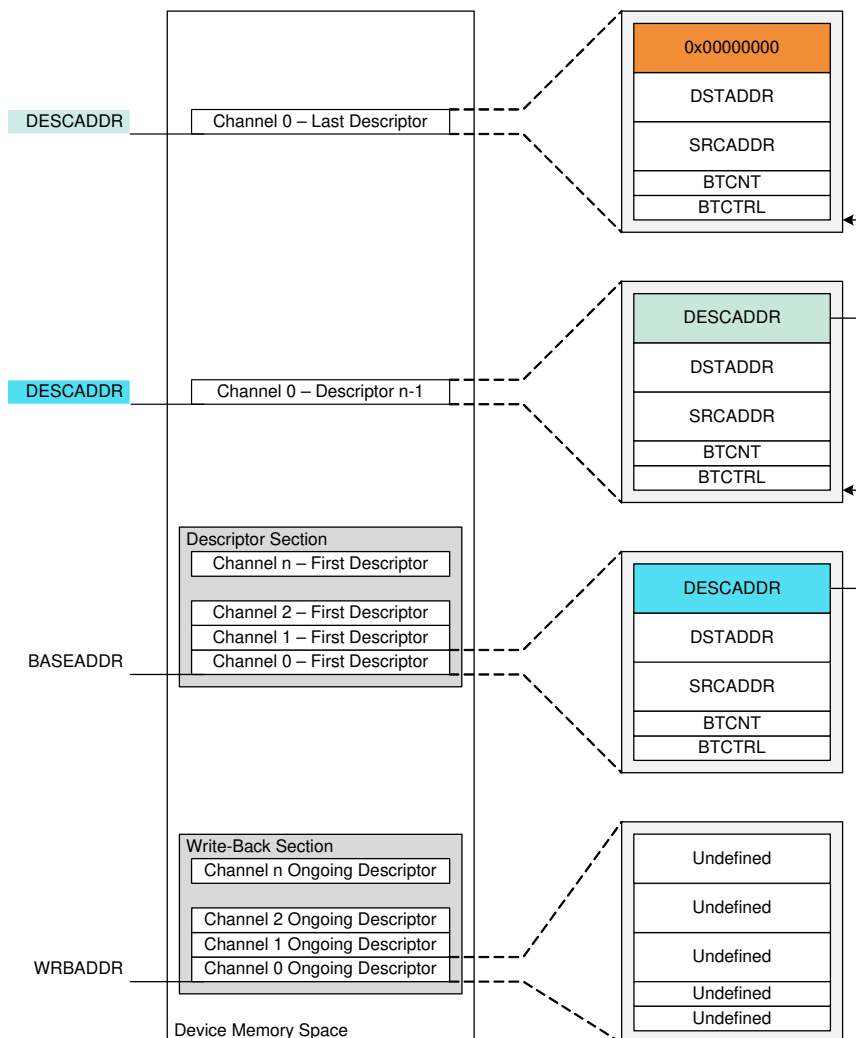 0x00000000
DESCADDR
Channel 0 – Last Descriptor
DSTADDR
SRCADDR
BTCNT
BTCTRL
DESCADDR
DESCADDR
Channel 0 – Descriptor n-1
DSTADDR
SRCADDR
BTCNT
BTCTRL
Descriptor Section
Channel n – First Descriptor
DESCADDR
Channel 2 – First Descriptor
Channel 1 – First Descriptor
DSTADDR
BASEADDR
Channel 0 – First Descriptor
SRCADDR
BTCNT
BTCTRL
Write-Back Section
Channel n Ongoing Descriptor
Undefined
Channel 2 Ongoing Descriptor
Undefined
Channel 1 Ongoing Descriptor
Undefined
WRBADDR
Channel 0 Ongoing Descriptor
Undefined
Undefined
Device Memory Space